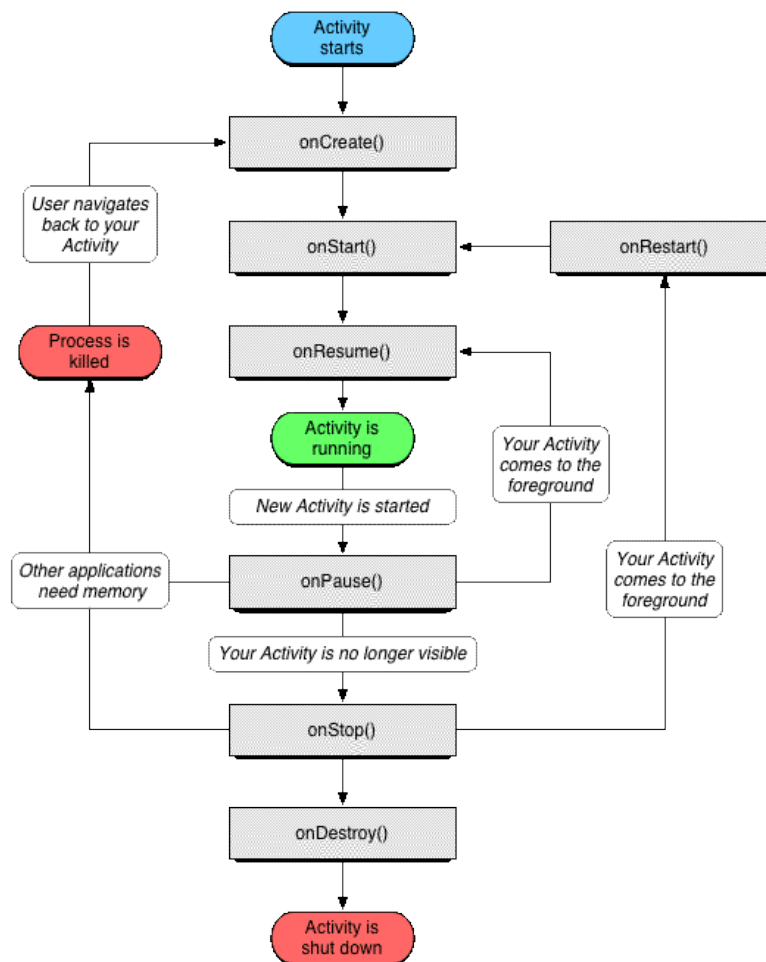 Activity
starts
onCreate()
User navigates
back to your
Activity
onStart()
onRestart()
Process is
killed
onResume()
Activity is
running
Your Activity
comes to the
foreground
New Activity is started
Other applications
need memory
onPause()
Your Activity
comes to the
foreground
Your Activity is no longer visible
onStop()
onDestroy()
Activity is
shut down